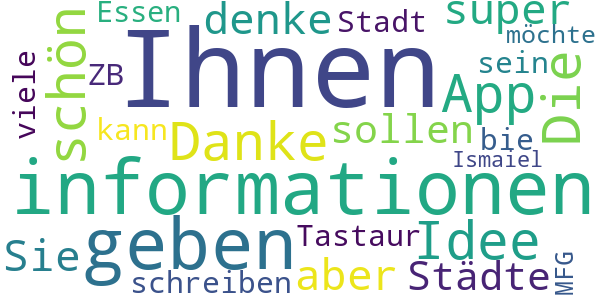 Essen
denke
Stadt
super
möchte
schön
viele
ZB
Ihnen
App
sein
Die
kann
Danke
sollen
bie
Ismaiel
informationen
Sie
geben
Tastaur
Idee
schreiben
aber
Städte
MFG